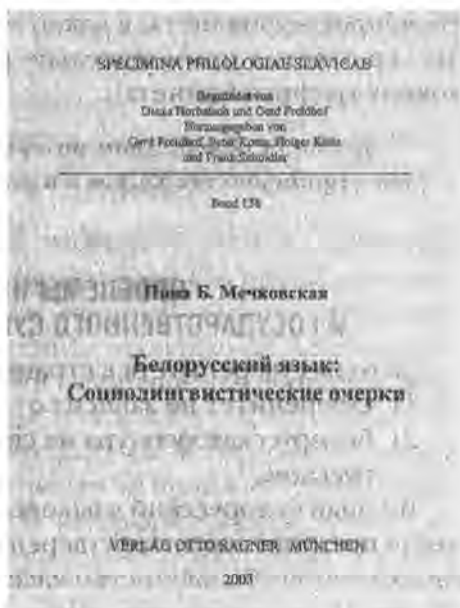 SPECIMINA PHILOLOGIAE SLAVICAE
Begründet von
Olexa Horbatsch und Gerd Freidhof
Herausgegeben von
Gerd Freidhof, Peter Kosta, Holger Kuße
und Franz Schindler
Band 138
Нина Б. Мечковская
Белорусский язык:
Социолингвистические очерки
VERLAG OTTO SAGNER MÜNCHEN
2003